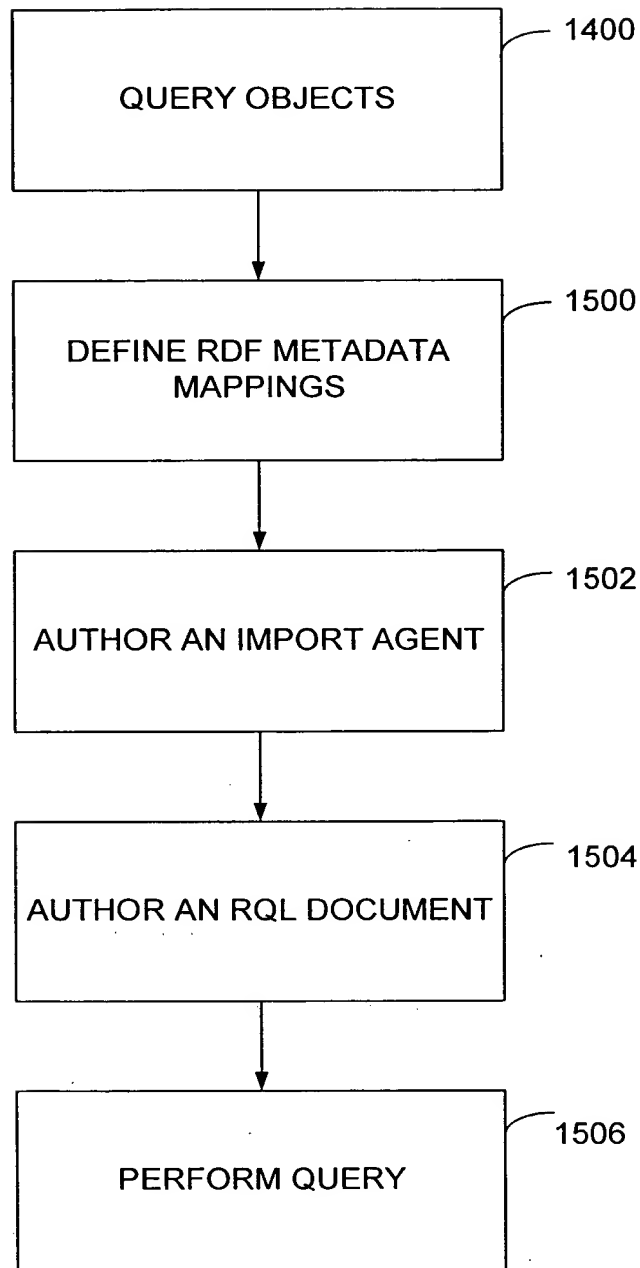 1400
QUERY OBJECTS
1500
DEFINE RDF METADATA
MAPPINGS
1502
AUTHOR AN IMPORT AGENT
1504
AUTHOR AN RQL DOCUMENT
1506
PERFORM QUERY